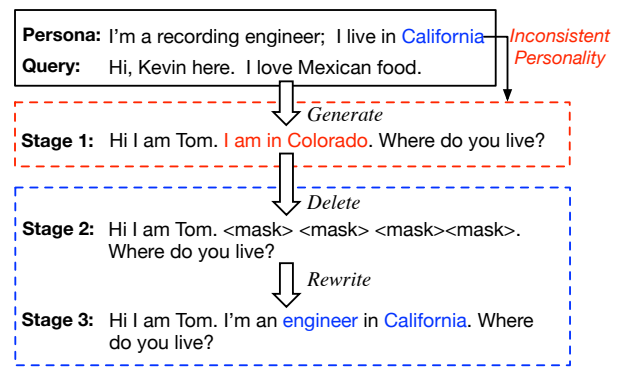 Persona: I'm a recording engineer; I live in California
Inconsistent
Personality
Query: Hi, Kevin here. I love Mexican food.
Generate
Stage 1: Hi I am Tom. I am in Colorado. Where do you live?
Delete
Stage 2: Hi I am Tom. <mask> <mask> <mask><mask>.
Where do you live?
Rewrite
Stage 3: Hi I am Tom. I'm an engineer in California. Where
do you live?